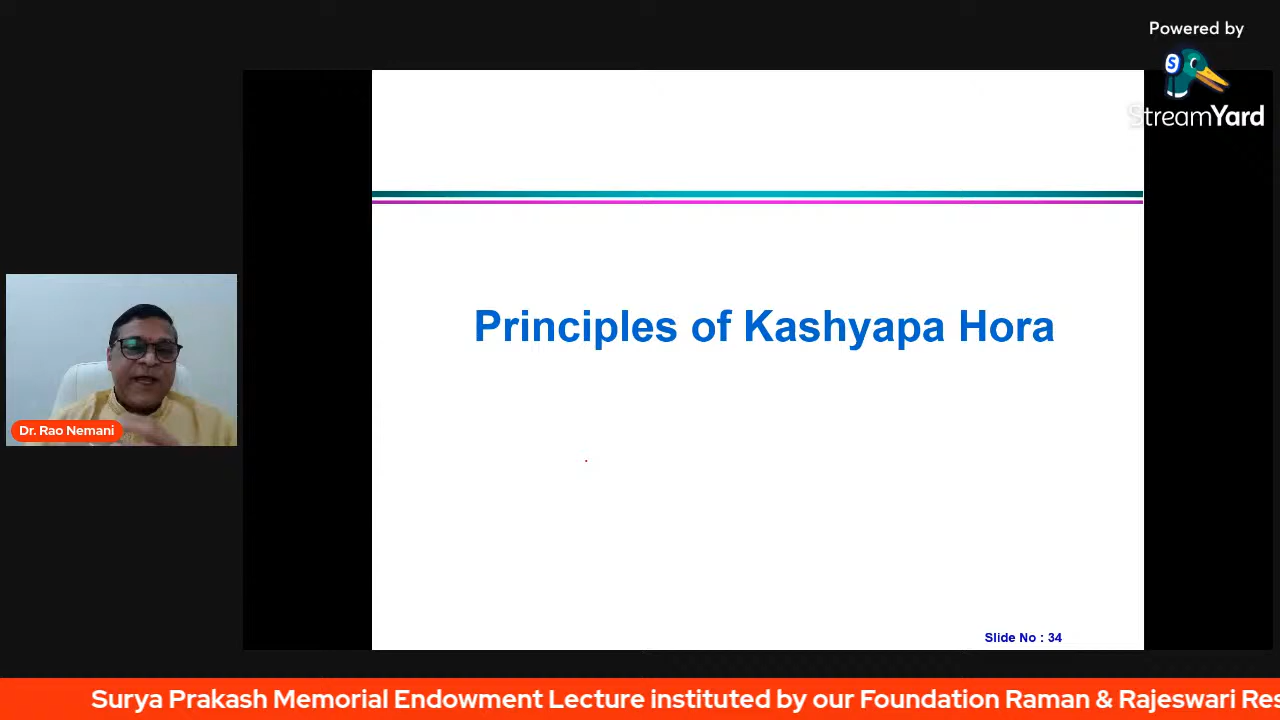 Powered by
StreamYard
Principles of Kashyapa Hora
Dr. Rao Nemani
Slide No : 34
Surya Prakash Memorial Endowment Lecture instituted by our Foundation Raman & Rajeswari Res